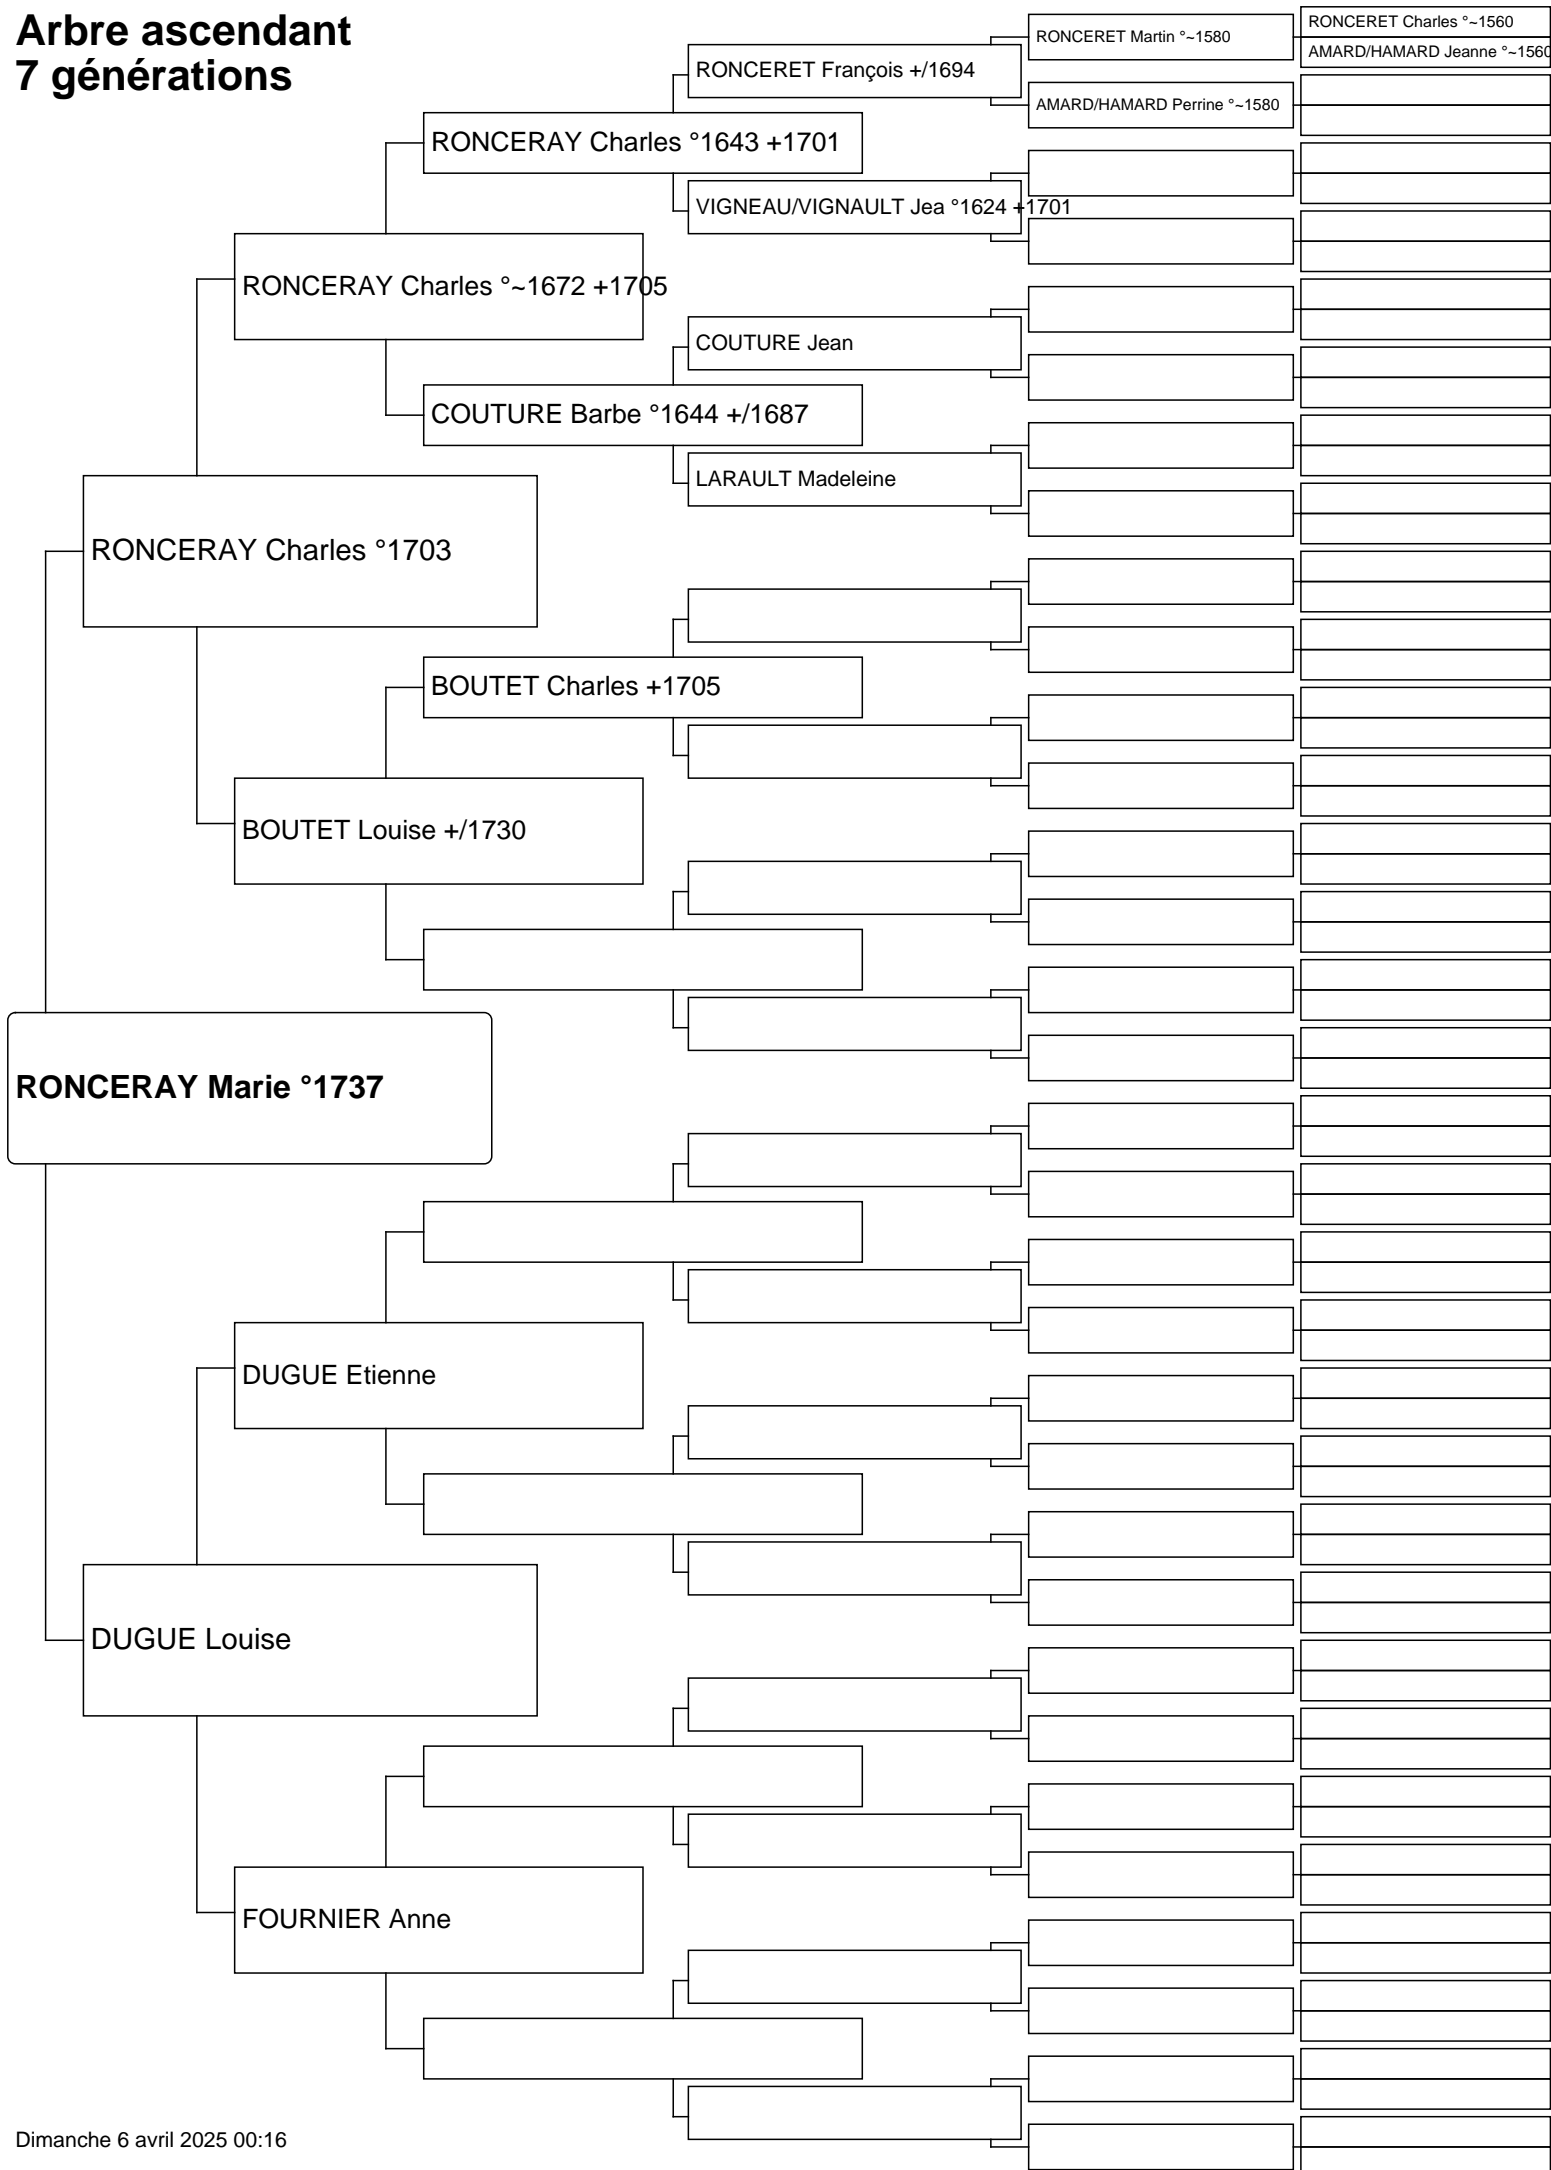 Arbre ascendant
7 générations
RONCERET Charles °~1560
RONCERET Martin °~1580
AMARD/HAMARD Jeanne °~1560
RONCERET François +/1694
AMARD/HAMARD Perrine °~1580
RONCERAY Charles °1643 +1701
VIGNEAU/VIGNAULT Jea °1624 +1701
RONCERAY Charles °~1672 +1705
COUTURE Jean
COUTURE Barbe °1644 +/1687
LARAULT Madeleine
RONCERAY Charles °1703
BOUTET Charles +1705
BOUTET Louise +/1730
RONCERAY Marie °1737
DUGUE Etienne
DUGUE Louise
FOURNIER Anne
Dimanche 6 avril 2025 00:16